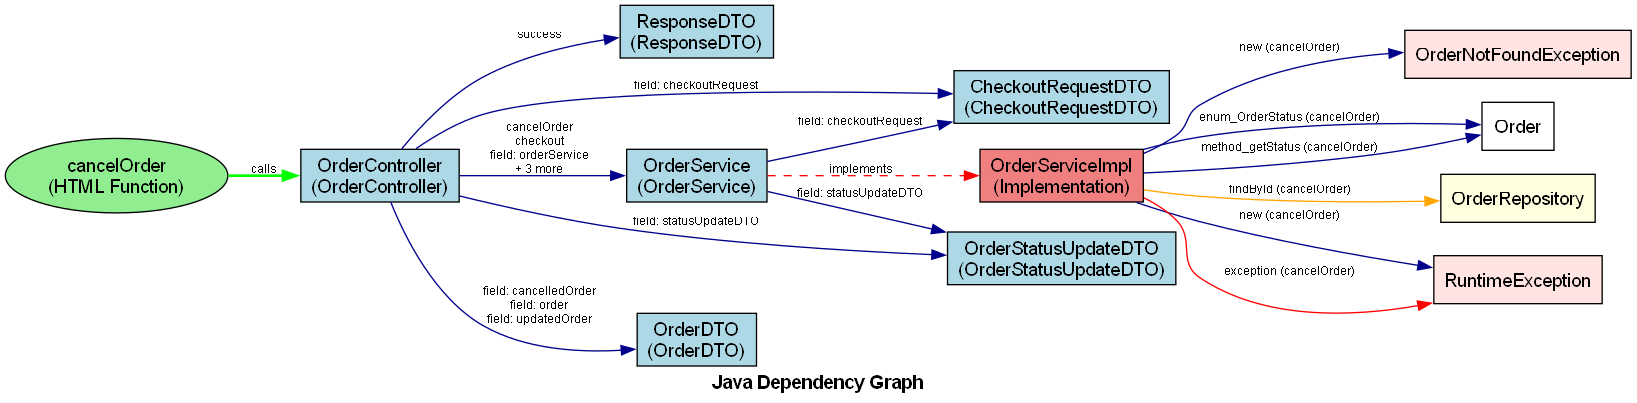 cancelOrder
(HTML Function)
calls
OrderController
(OrderController)
success
field: checkoutRequest
cancelOrder
checkout
field: orderService
+ 3 more
field: statusUpdateDTO
field: cancelledOrder
field: order
field: updatedOrder
ResponseDTO
(ResponseDTO)
OrderService
(OrderService)
OrderDTO
(OrderDTO)
field: checkoutRequest
implements
field: statusUpdateDTO
CheckoutRequestDTO
(CheckoutRequestDTO)
OrderServiceImpl
(Implementation)
OrderStatusUpdateDTO
(OrderStatusUpdateDTO)
new (cancelOrder)
enum_OrderStatus (cancelOrder)
method_getStatus (cancelOrder)
findById (cancelOrder)
new (cancelOrder)
exception (cancelOrder)
OrderNotFoundException
Order
OrderRepository
RuntimeException
Java Dependency Graph